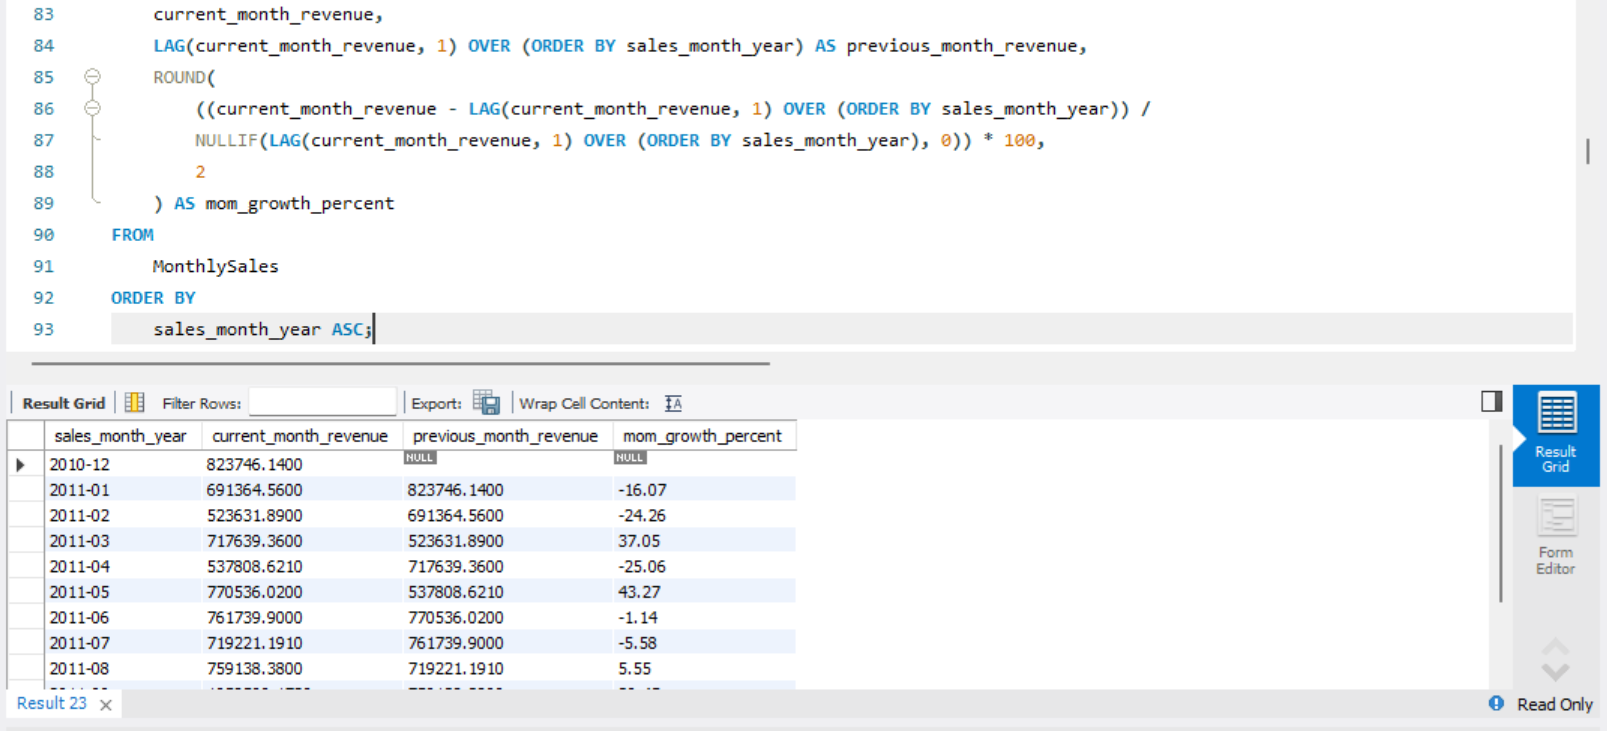 83 current_month_revenue,
84 LAG(current_month_revenue, 1) OVER (ORDER BY sales_month_year) AS previous_month_revenue,
85 ROUND(
86 ((current_month_revenue - LAG(current_month_revenue, 1) OVER (ORDER BY sales_month_year)) /
87 NULLIF(LAG(current_month_revenue, 1) OVER (ORDER BY sales_month_year), 0)) * 100,
88 2
89 ) AS mom_growth_percent
90 FROM
91 MonthlySales
92 ORDER BY
93 sales_month_year ASC;
Result Grid Filter Rows: Export: Wrap Cell Content: IA
sales_month_year current_month_revenue previous_month_revenue mom_growth_percent
2010-12 823746.1400 NULL NULL
2011-01 691364.5600 823746.1400 -16.07
2011-02 523631.8900 691364.5600 -24.26
2011-03 717639.3600 523631.8900 37.05
2011-04 537808.6210 717639.3600 -25.06
2011-05 770536.0200 537808.6210 43.27
2011-06 761739.9000 770536.0200 -1.14
2011-07 719221.1910 761739.9000 -5.58
2011-08 759138.3800 719221.1910 5.55
Result
Grid
Form
Editor
Result 23
Read Only